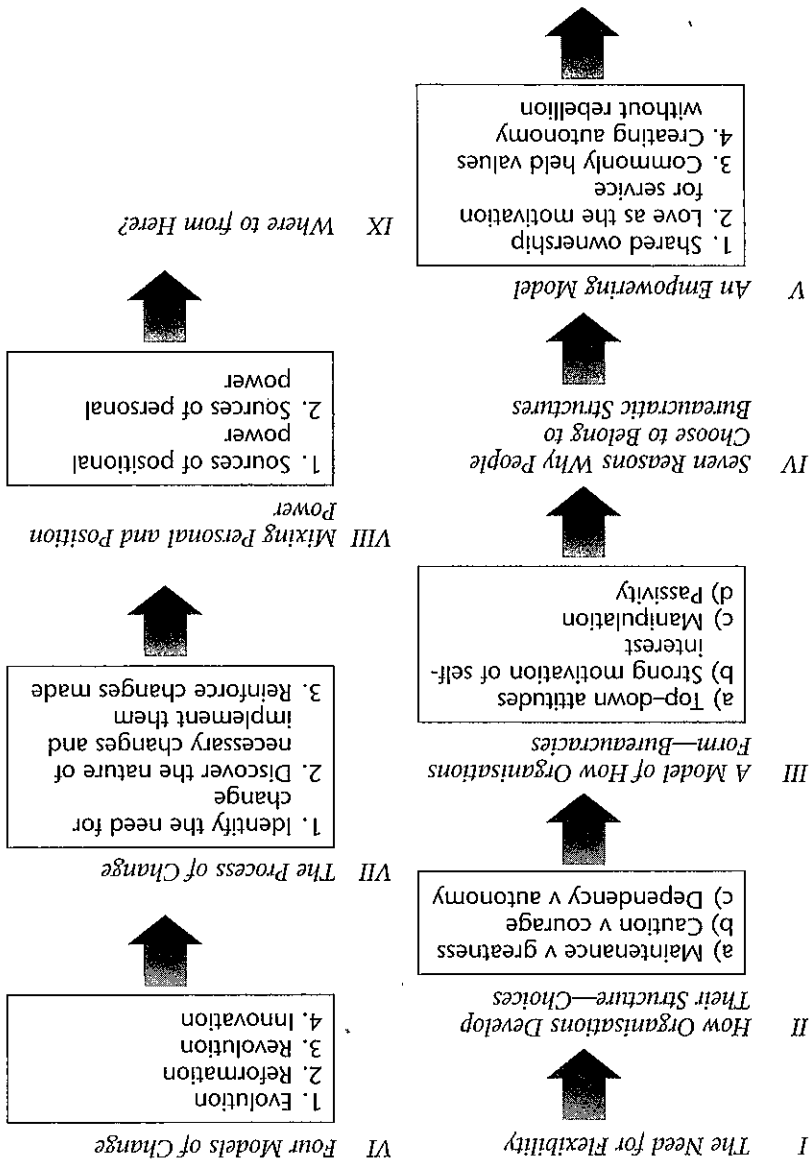 I The Need for Flexibility
II How Organisations Develop
Their Structure—Choices
a) Maintenance v greatness
b) Caution v courage
c) Dependency v autonomy
III A Model of How Organisations
Form—Bureaucracies
a) Top–down attitudes
b) Strong motivation of self-
interest
c) Manipulation
d) Passivity
IV Seven Reasons Why People
Choose to Belong to
Bureaucratic Structures
V An Empowering Model
1. Shared ownership
2. Love as the motivation
for service
3. Commonly held values
4. Creating autonomy
without rebellion
VI Four Models of Change
1. Evolution
2. Reformation
3. Revolution
4. Innovation
VII The Process of Change
1. Identify the need for
change
2. Discover the nature of
necessary changes and
implement them
3. Reinforce changes made
VIII Mixing Personal and Position
Power
1. Sources of positional
power
2. Sources of personal
power
IX Where to from Here?